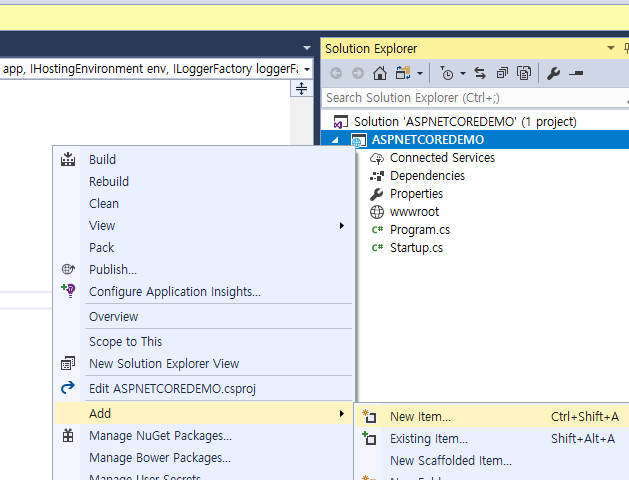 Solution Explorer
app, IHostingEnvironment env, ILoggerFactory loggerFa
Search Solution Explorer (Ctrl+;)
Solution 'ASPNETCOREDEMO' (1 project)
ASPNETCOREDEMO
Connected Services
Dependencies
Properties
wwwroot
C# Program.cs
C# Startup.cs
Build
Rebuild
Clean
View
Pack
Publish...
Configure Application Insights...
Overview
Scope to This
New Solution Explorer View
Edit ASPNETCOREDEMO.csproj
Add
Manage NuGet Packages...
Manage Bower Packages...
Manage User Secrets
New Item... Ctrl+Shift+A
Existing Item... Shift+Alt+A
New Scaffolded Item...